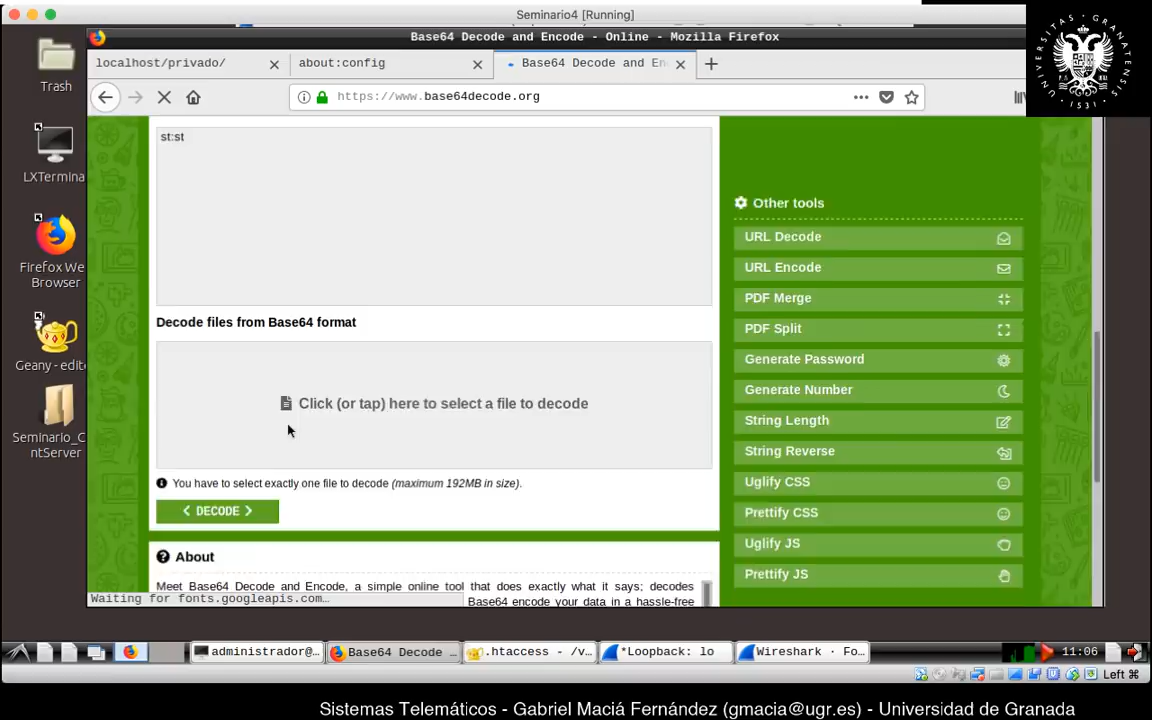 Seminario4 [Running]
Base64 Decode and Encode - Online - Mozilla Firefox
localhost/privado/
about:config
Base64 Decode and En
https://www.base64decode.org
UNIVERSITAS GRANATENSIS
1531
Trash
LXTermina
Firefox We
Browser
Geany - edit
Seminario_C
ntServer
st:st
Decode files from Base64 format
Click (or tap) here to select a file to decode
You have to select exactly one file to decode (maximum 192MB in size).
< DECODE >
About
Meet Base64 Decode and Encode, a simple online tool that does exactly what it says; decodes
Base64 encode your data in a hassle-free
Waiting for fonts.googleapis.com…
Other tools
URL Decode
URL Encode
PDF Merge
PDF Split
Generate Password
Generate Number
String Length
String Reverse
Uglify CSS
Prettify CSS
Uglify JS
Prettify JS
administrador@…
Base64 Decode …
.htaccess - /v…
*Loopback: lo
Wireshark · Fo…
11:06
Left ⌘
Sistemas Telemáticos - Gabriel Maciá Fernández (gmacia@ugr.es) - Universidad de Granada